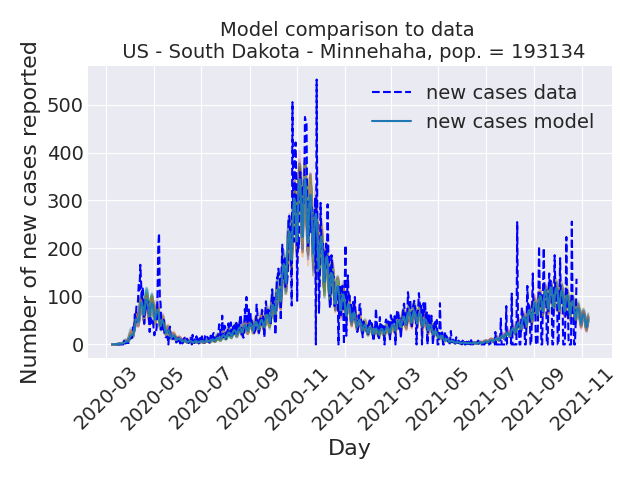 Model comparison to data
US - South Dakota - Minnehaha, pop. = 193134
Number of new cases reported
500
400
300
200
100
0
new cases data
new cases model
2020-03
2020-05
2020-07
2020-09
2020-11
2021-01
2021-03
2021-05
2021-07
2021-09
2021-11
Day